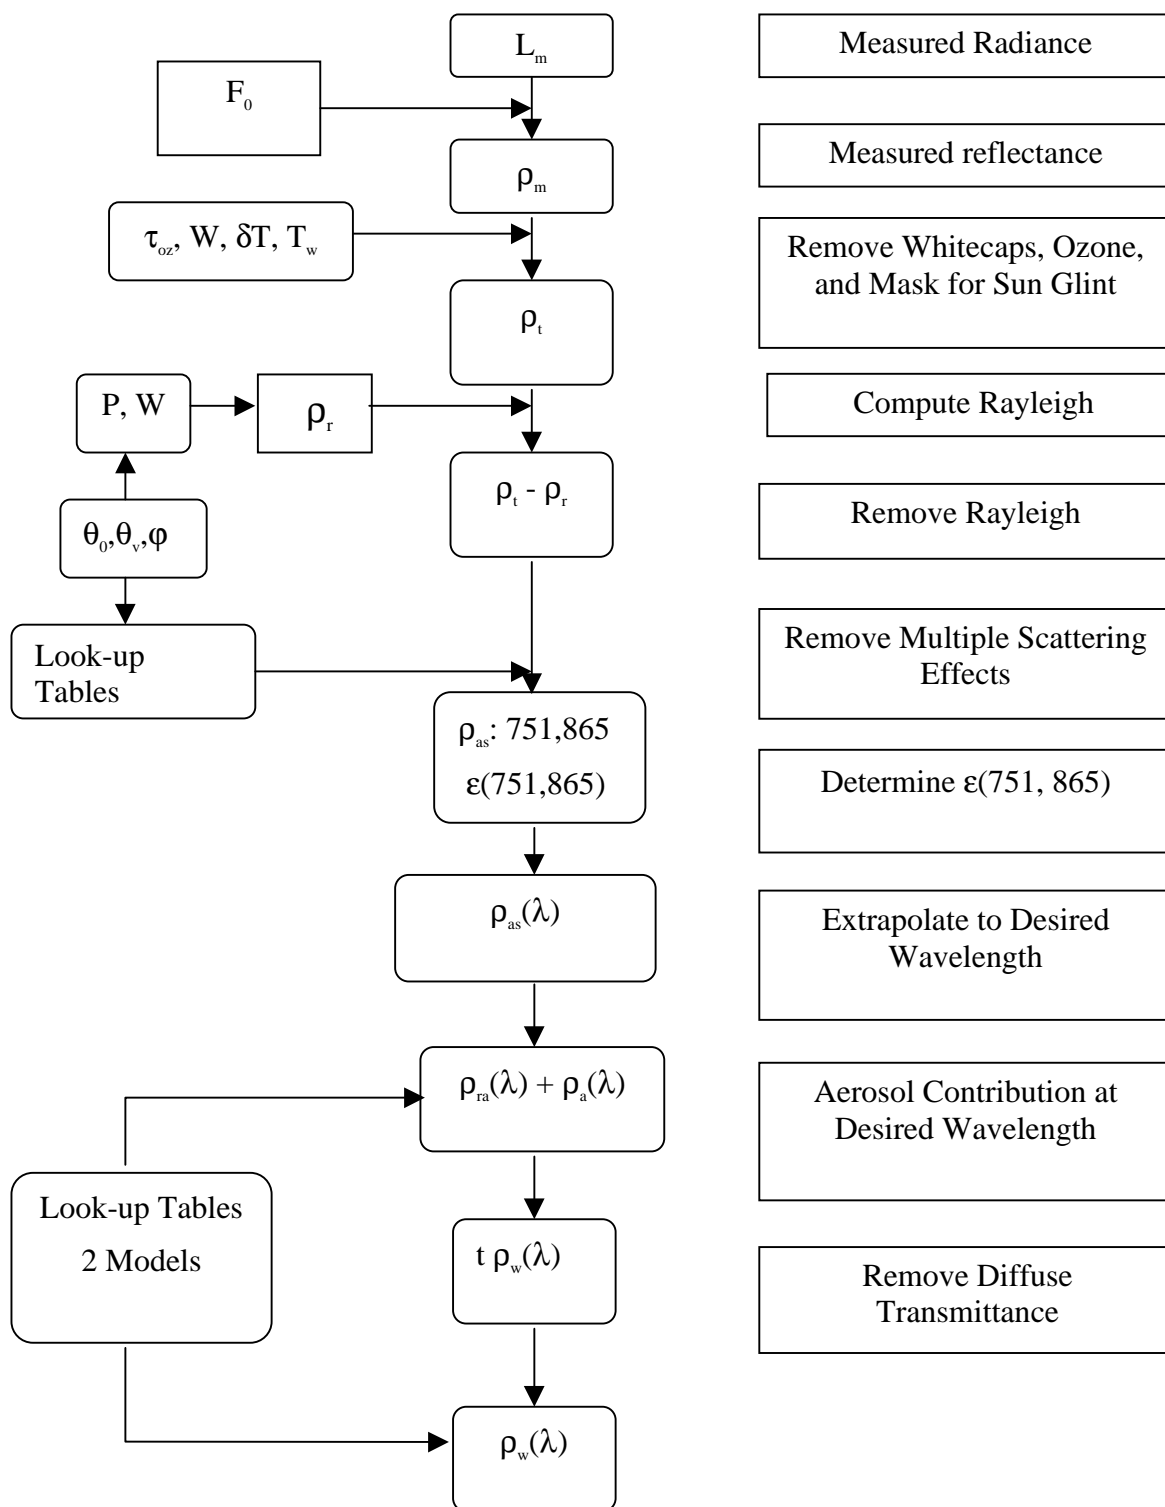 L_m
Measured Radiance
F_0
ρ_m
Measured reflectance
τ_oz, W, δT, T_w
Remove Whitecaps, Ozone,
and Mask for Sun Glint
ρ_t
P, W
ρ_r
Compute Rayleigh
ρ_t - ρ_r
Remove Rayleigh
θ_0,θ_v,φ
Look-up
Tables
Remove Multiple Scattering
Effects
ρ_as: 751,865
ε(751,865)
Determine ε(751, 865)
ρ_as(λ)
Extrapolate to Desired
Wavelength
ρ_ra(λ) + ρ_a(λ)
Aerosol Contribution at
Desired Wavelength
Look-up Tables
2 Models
t ρ_w(λ)
Remove Diffuse
Transmittance
ρ_w(λ)